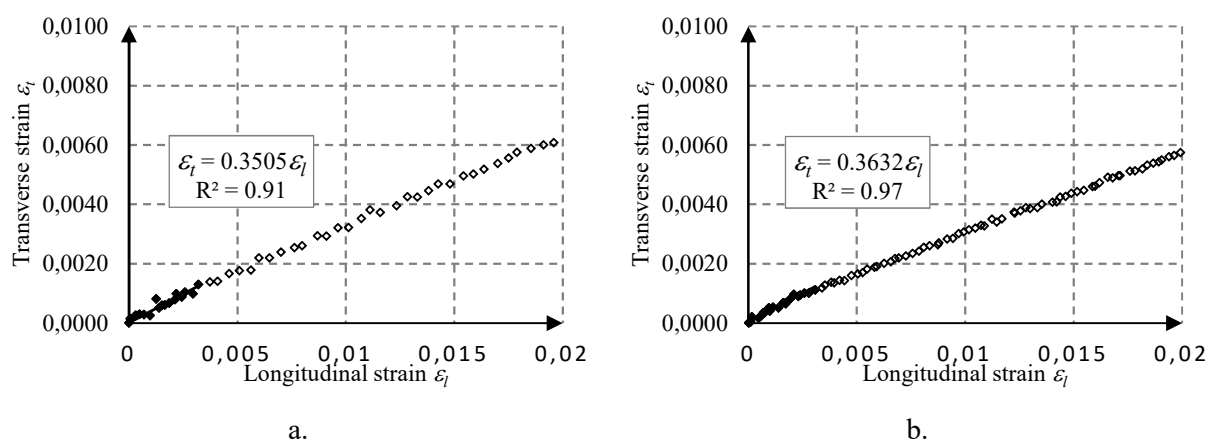 0,0100
0,0080
0,0060
0,0040
0,0020
0,0000
Transverse strain εt
εt = 0.3505εl
R² = 0.91
0 0,005 0,01 0,015 0,02
Longitudinal strain εl
a.
0,0100
0,0080
0,0060
0,0040
0,0020
0,0000
Transverse strain εt
εt = 0.3632εl
R² = 0.97
0 0,005 0,01 0,015 0,02
Longitudinal strain εl
b.